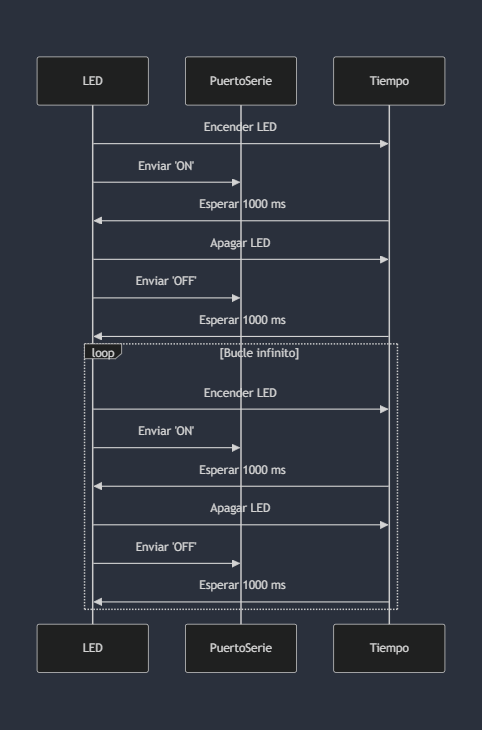 LED PuertoSerie Tiempo
Encender LED
Enviar 'ON'
Esperar 1000 ms
Apagar LED
Enviar 'OFF'
Esperar 1000 ms
loop [Bucle infinito]
Encender LED
Enviar 'ON'
Esperar 1000 ms
Apagar LED
Enviar 'OFF'
Esperar 1000 ms
LED PuertoSerie Tiempo